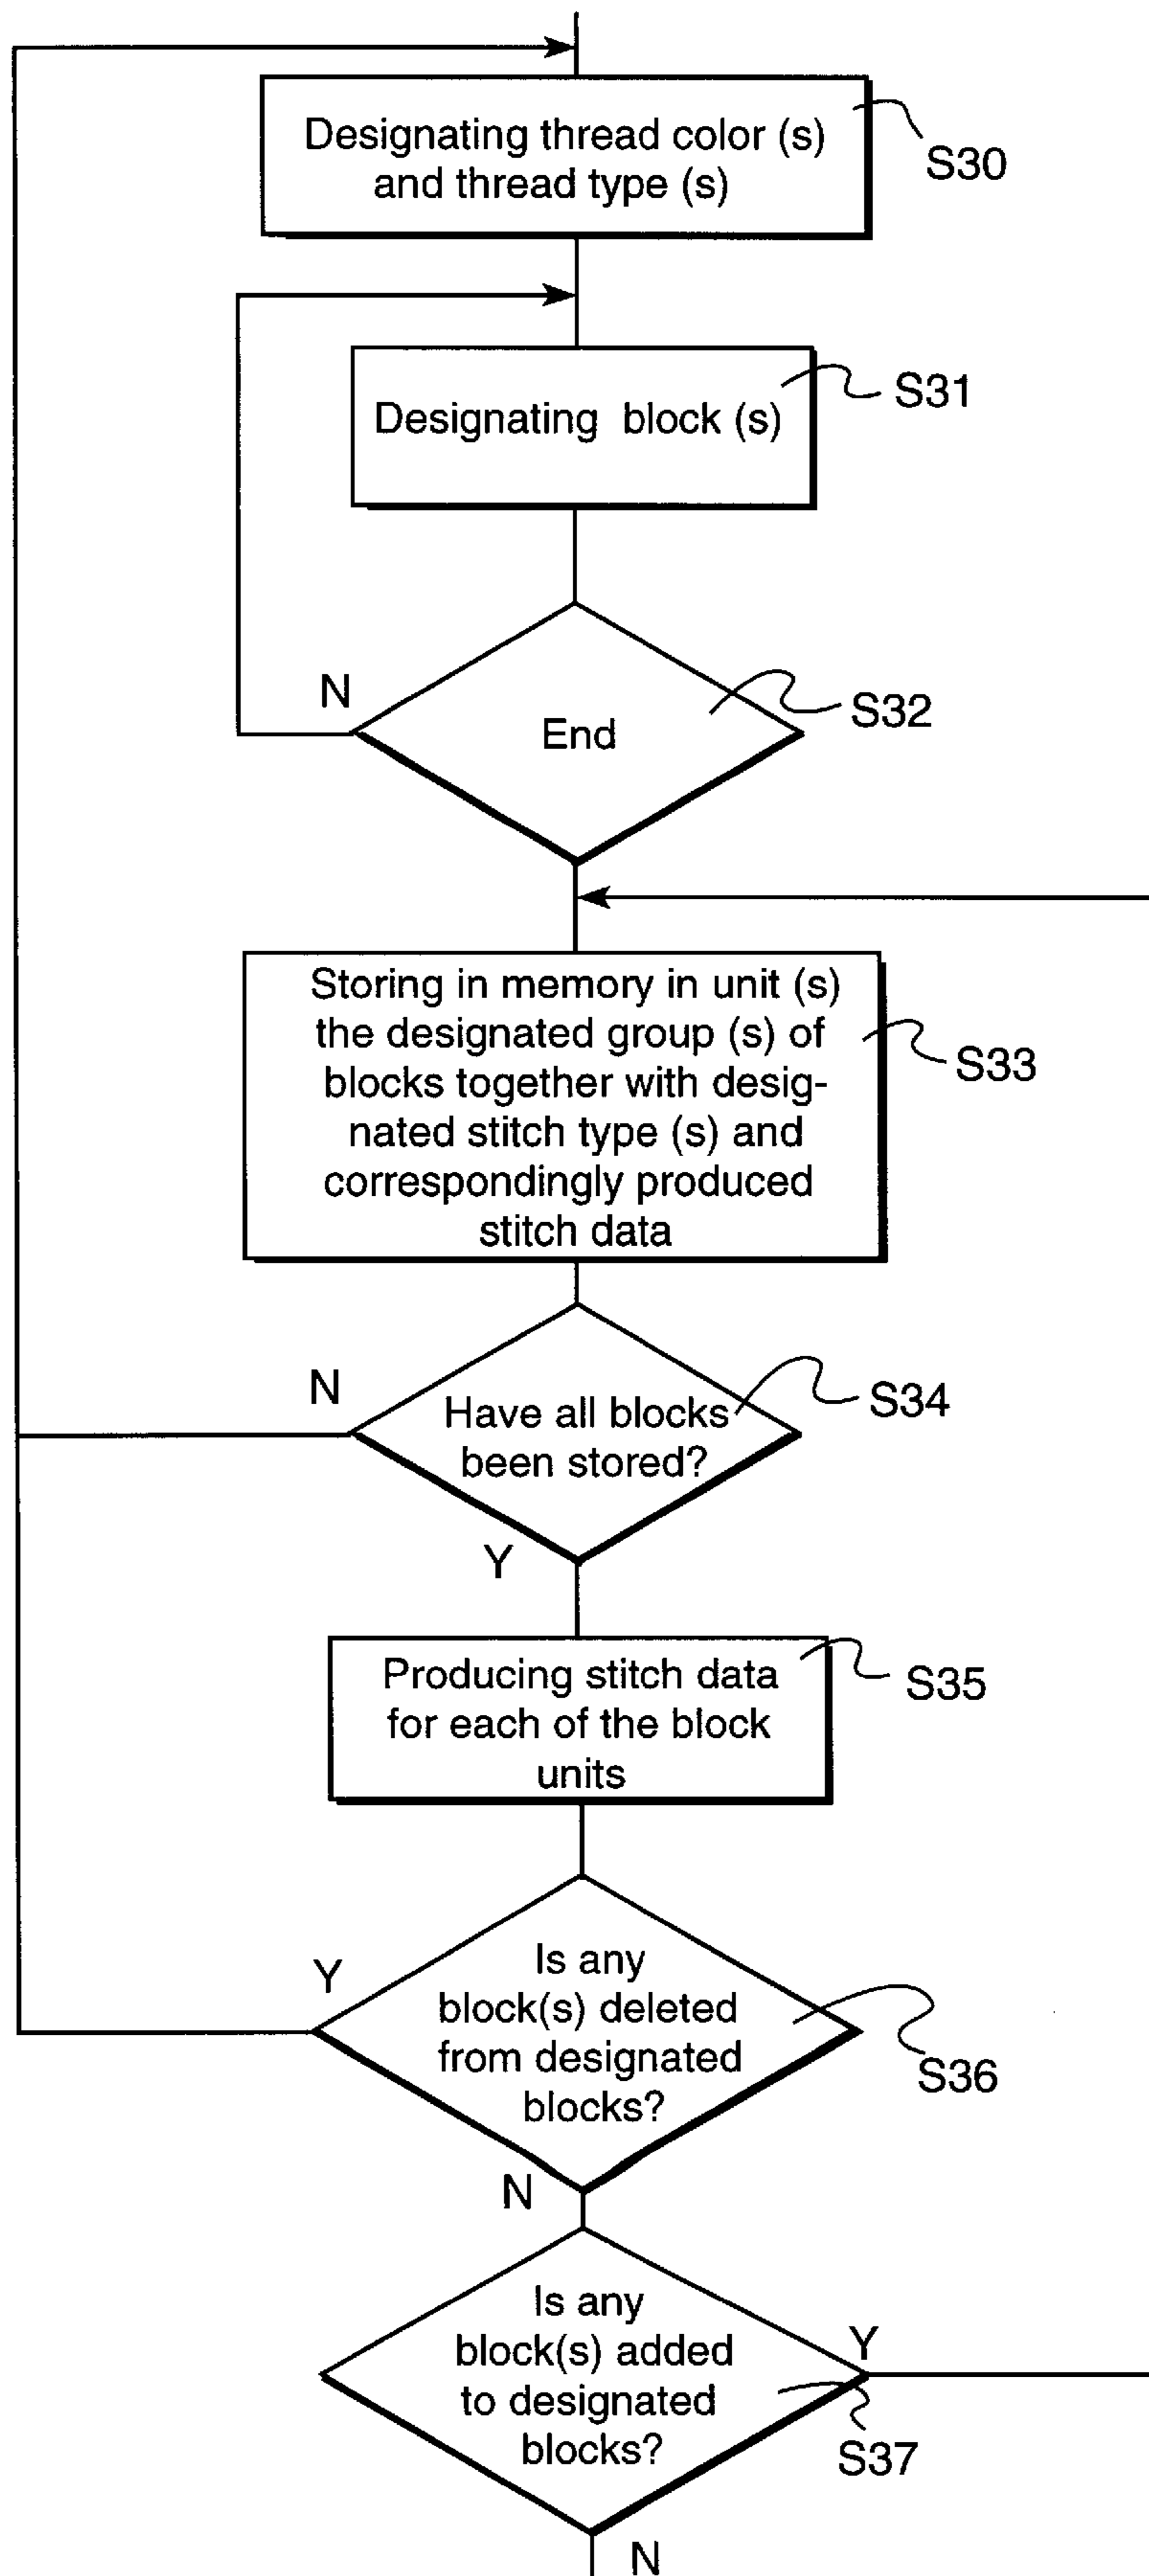 Designating thread color (s)
and thread type (s)
S30
Designating block (s)
S31
N
End
S32
Storing in memory in unit (s)
the designated group (s) of
blocks together with desig-
nated stitch type (s) and
correspondingly produced
stitch data
S33
N
Have all blocks
been stored?
S34
Y
Producing stitch data
for each of the block
units
S35
Y
Is any
block(s) deleted
from designated
blocks?
S36
N
Is any
block(s) added
to designated
blocks?
Y
S37
N